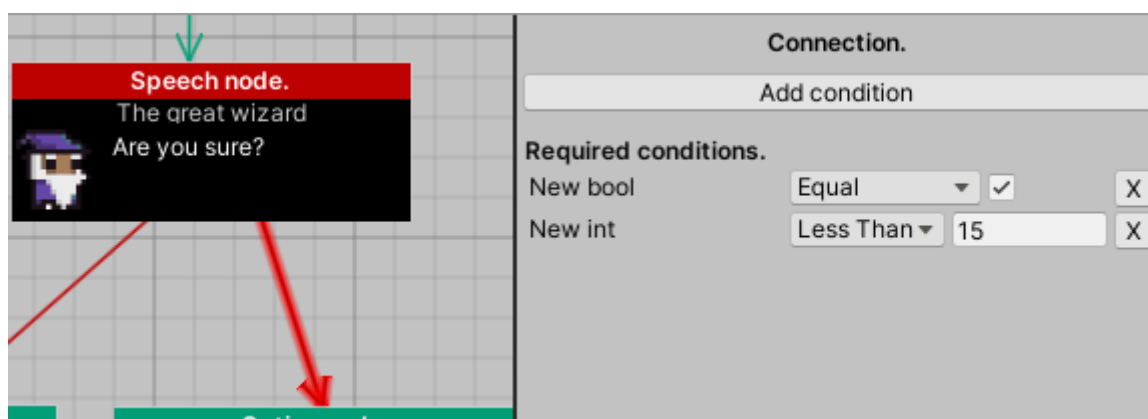 Speech node.
The great wizard
Are you sure?
Connection.
Add condition
Required conditions.
New bool Equal X
New int Less Than 15 X